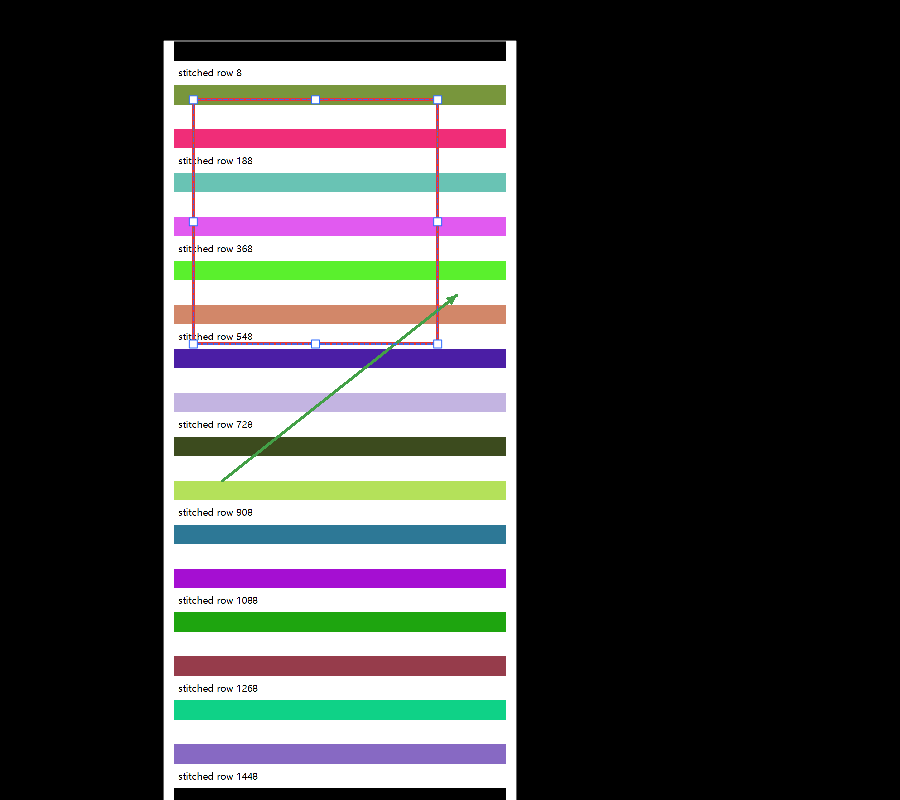 stitched row 8
stitched row 188
stitched row 368
stitched row 548
stitched row 728
stitched row 908
stitched row 1088
stitched row 1268
stitched row 1448